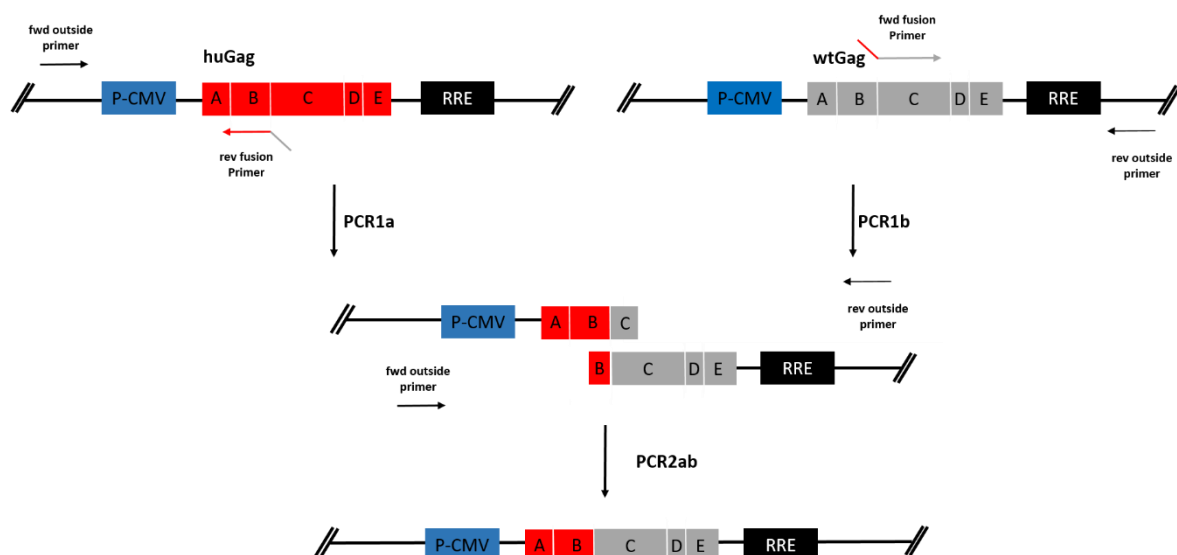 fwd outside
primer
huGag
P-CMV
A B C D E
RRE
rev fusion
Primer
fwd fusion
Primer
wtGag
P-CMV
A B C D E
RRE
rev outside
primer
PCR1a
PCR1b
P-CMV
A B C
rev outside
primer
B C D E
RRE
fwd outside
primer
PCR2ab
P-CMV
A B C D E
RRE